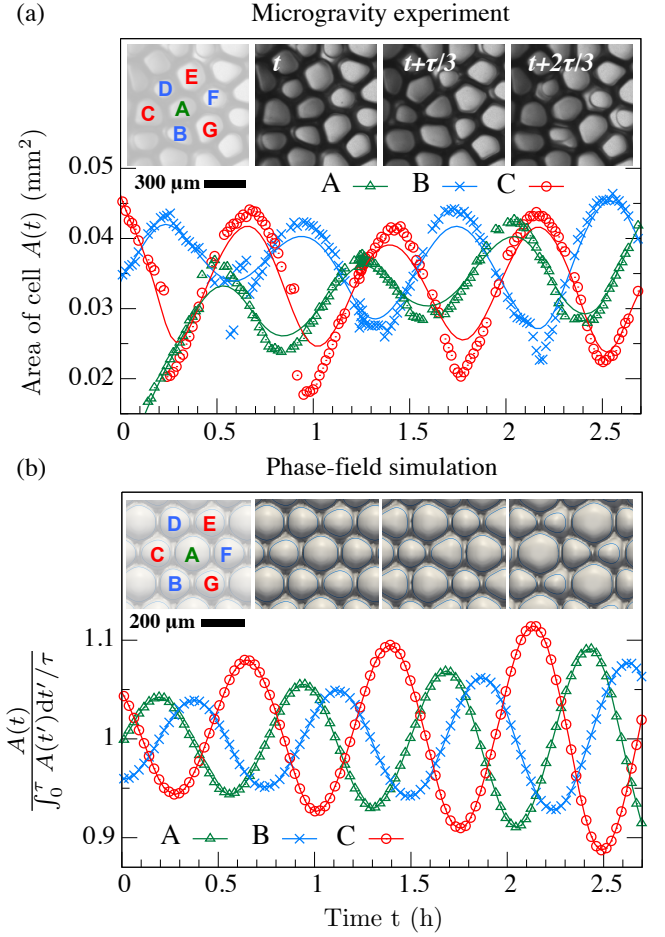 (a) Microgravity experiment
E
D F
C A
B G
t
t+τ/3
t+2τ/3
300 µm
A B C
0.05
0.04
0.03
0.02
Area of cell A(t) (mm²)
0 0.5 1 1.5 2 2.5
(b) Phase-field simulation
D E
C A F
B G
200 µm
1.1
1
0.9
A(t)
∫₀^τ A(t′) dt′/τ
A B C
0 0.5 1 1.5 2 2.5
Time t (h)